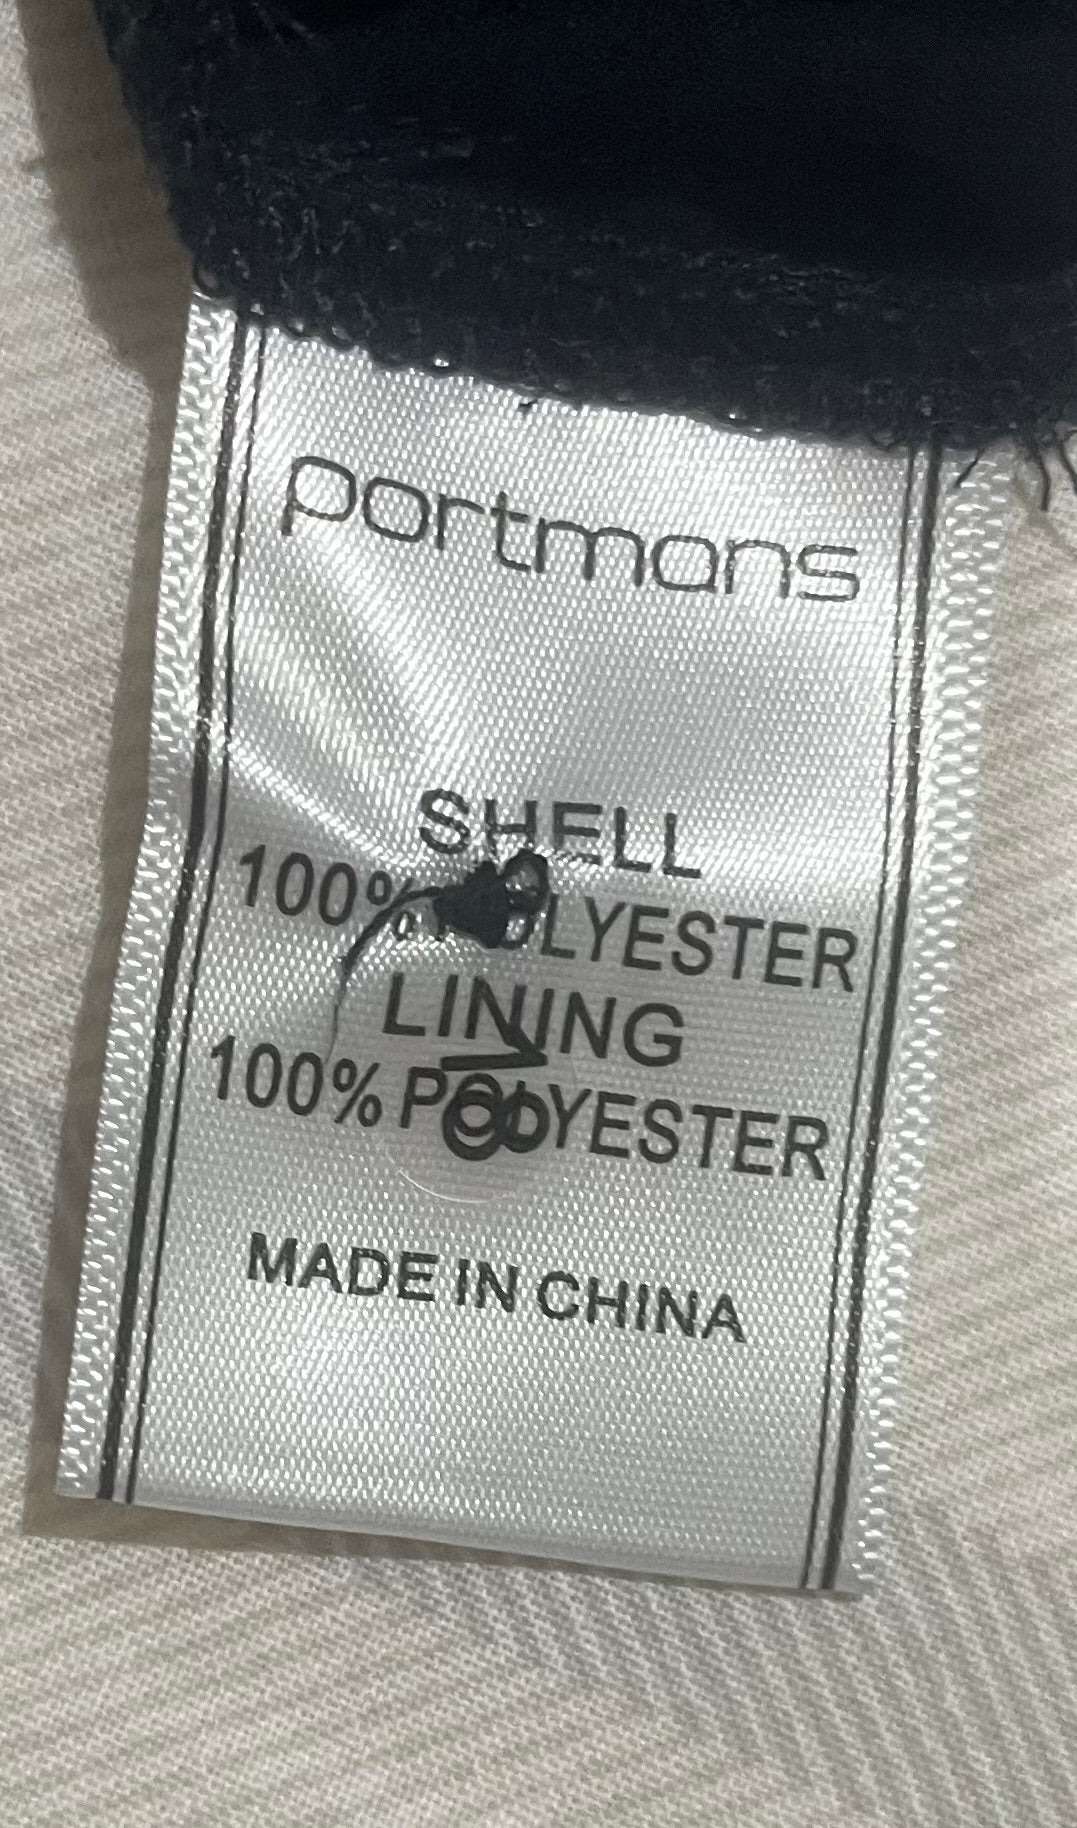 portmans
SHELL
100% POLYESTER
LINING
100% POLYESTER
MADE IN CHINA